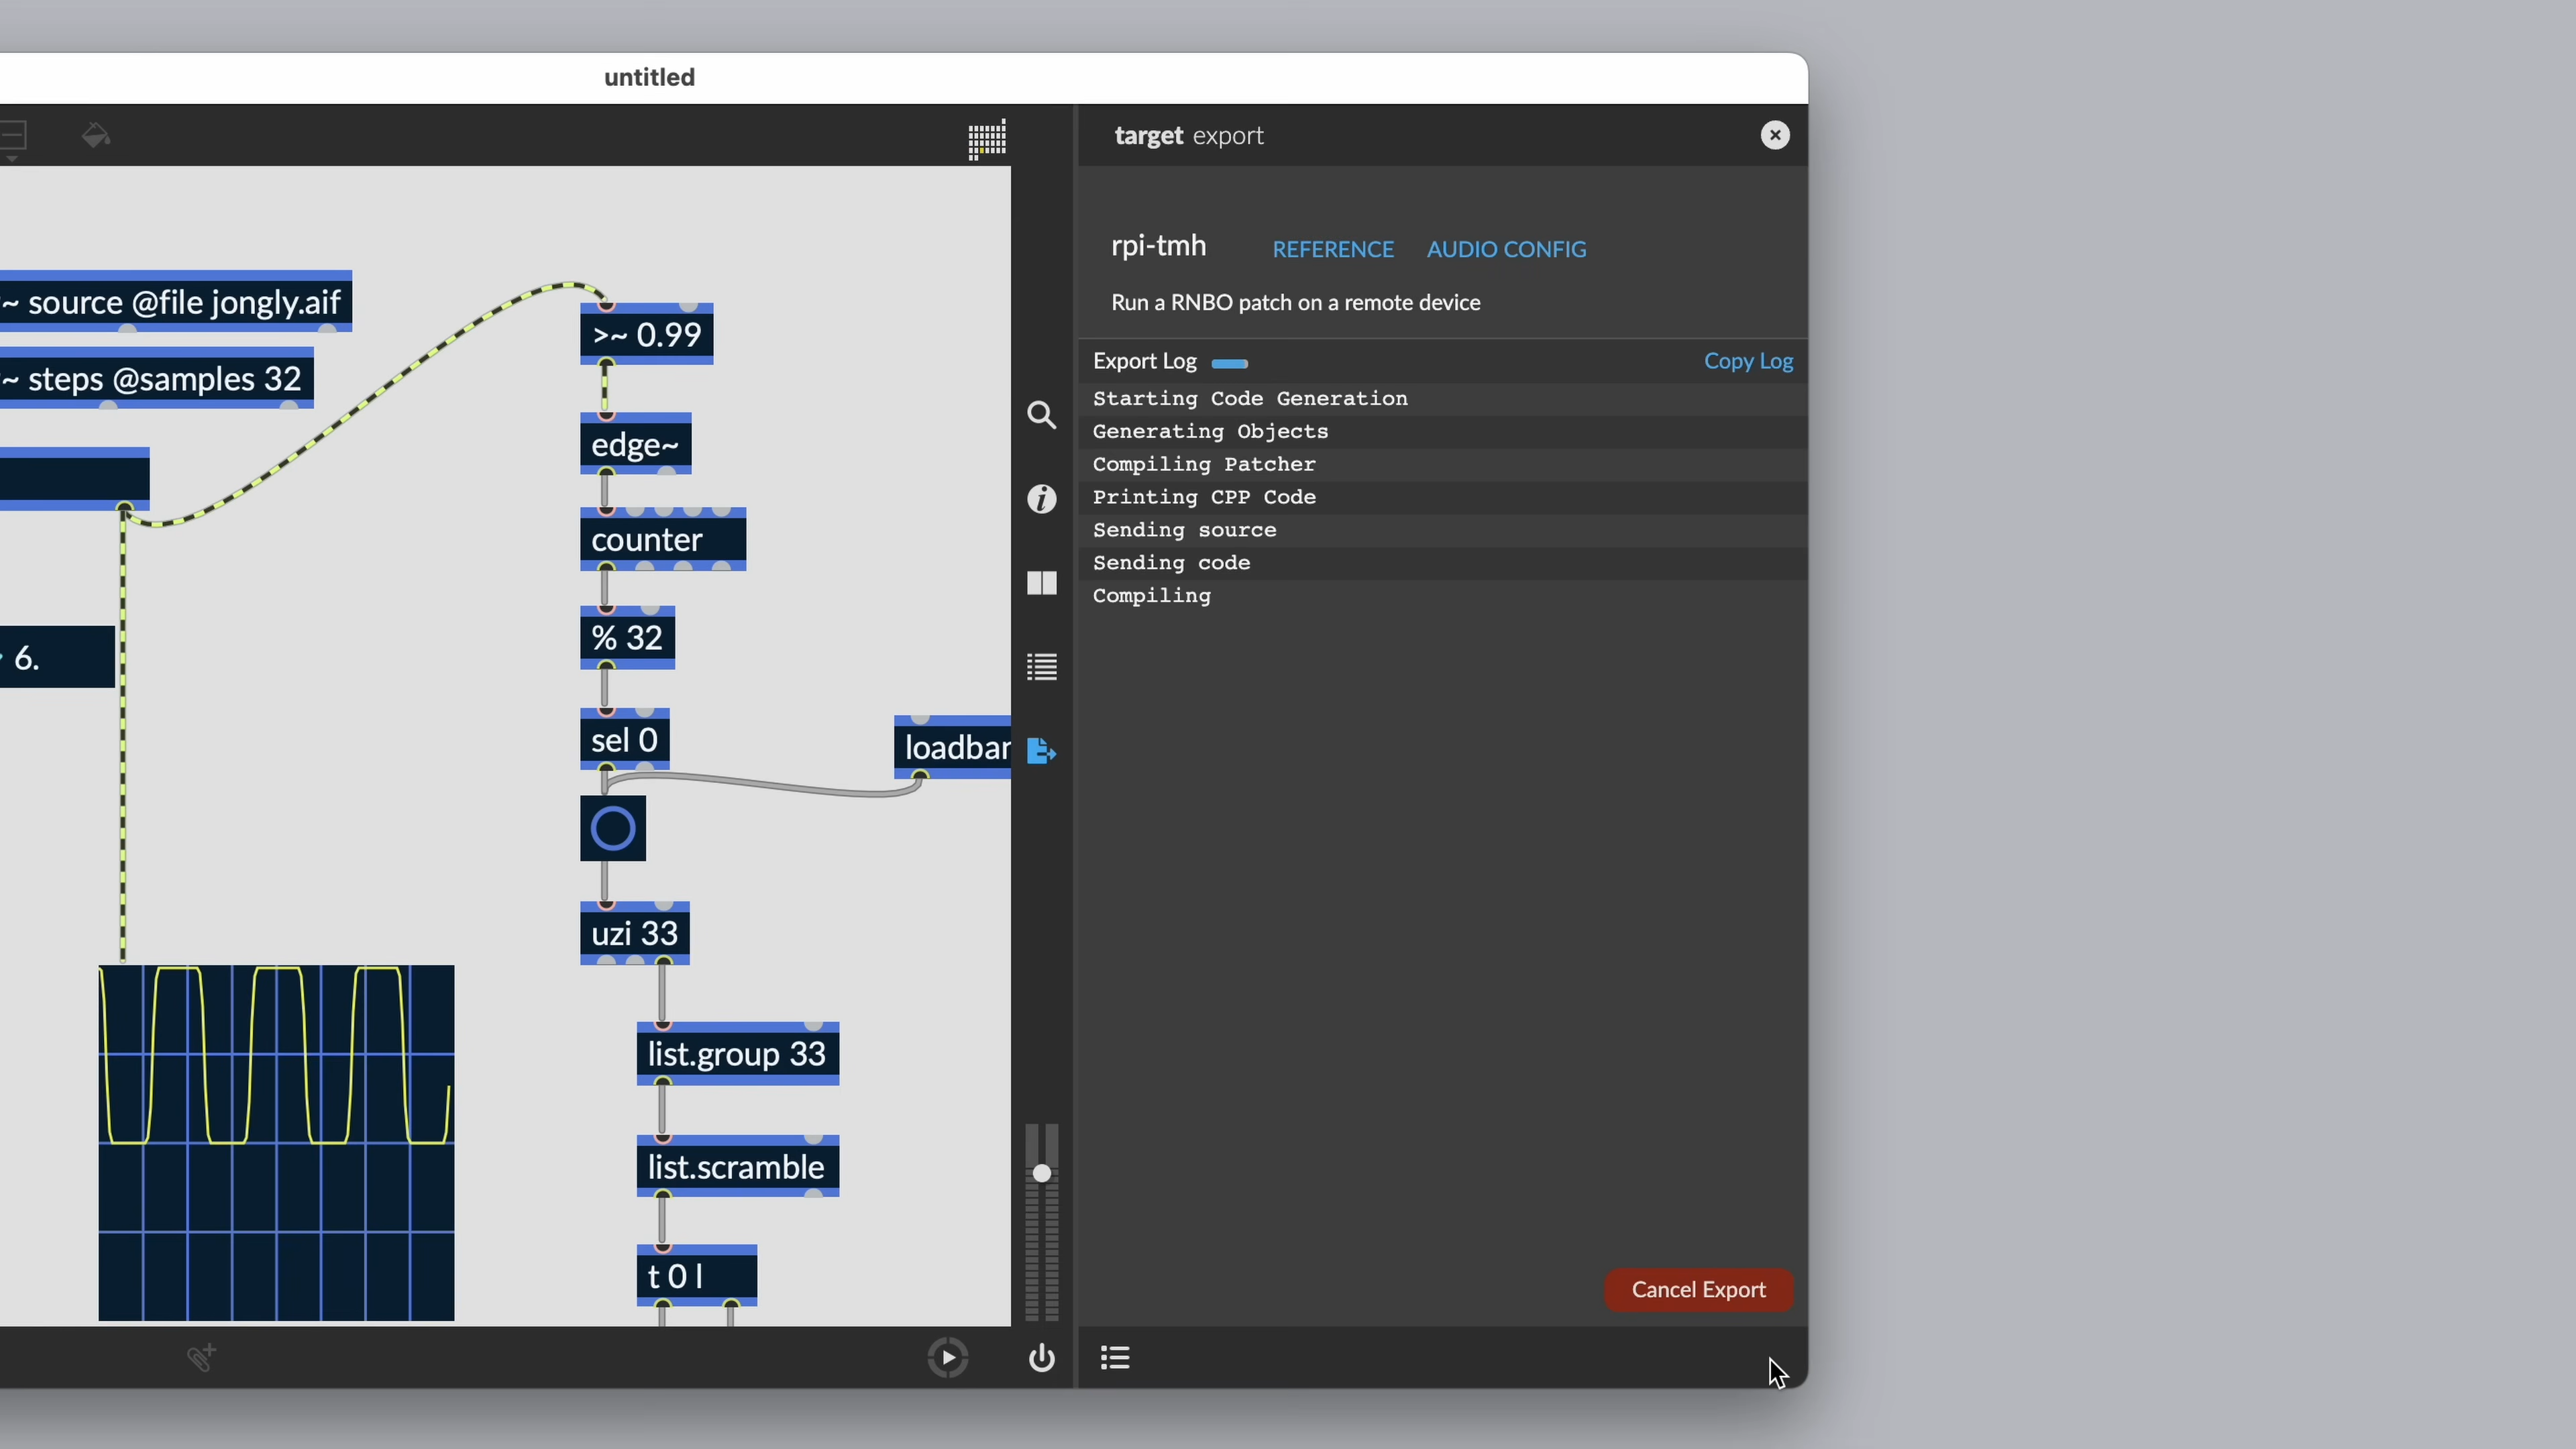 untitled
target export
rpi-tmh REFERENCE AUDIO CONFIG
Run a RNBO patch on a remote device
Export Log Copy Log
Starting Code Generation
Generating Objects
Compiling Patcher
Printing CPP Code
Sending source
Sending code
Compiling
Cancel Export
~ source @file jongly.aif
~ steps @samples 32
6.
>~ 0.99
edge~
counter
% 32
sel 0
loadban
uzi 33
list.group 33
list.scramble
t 0 l